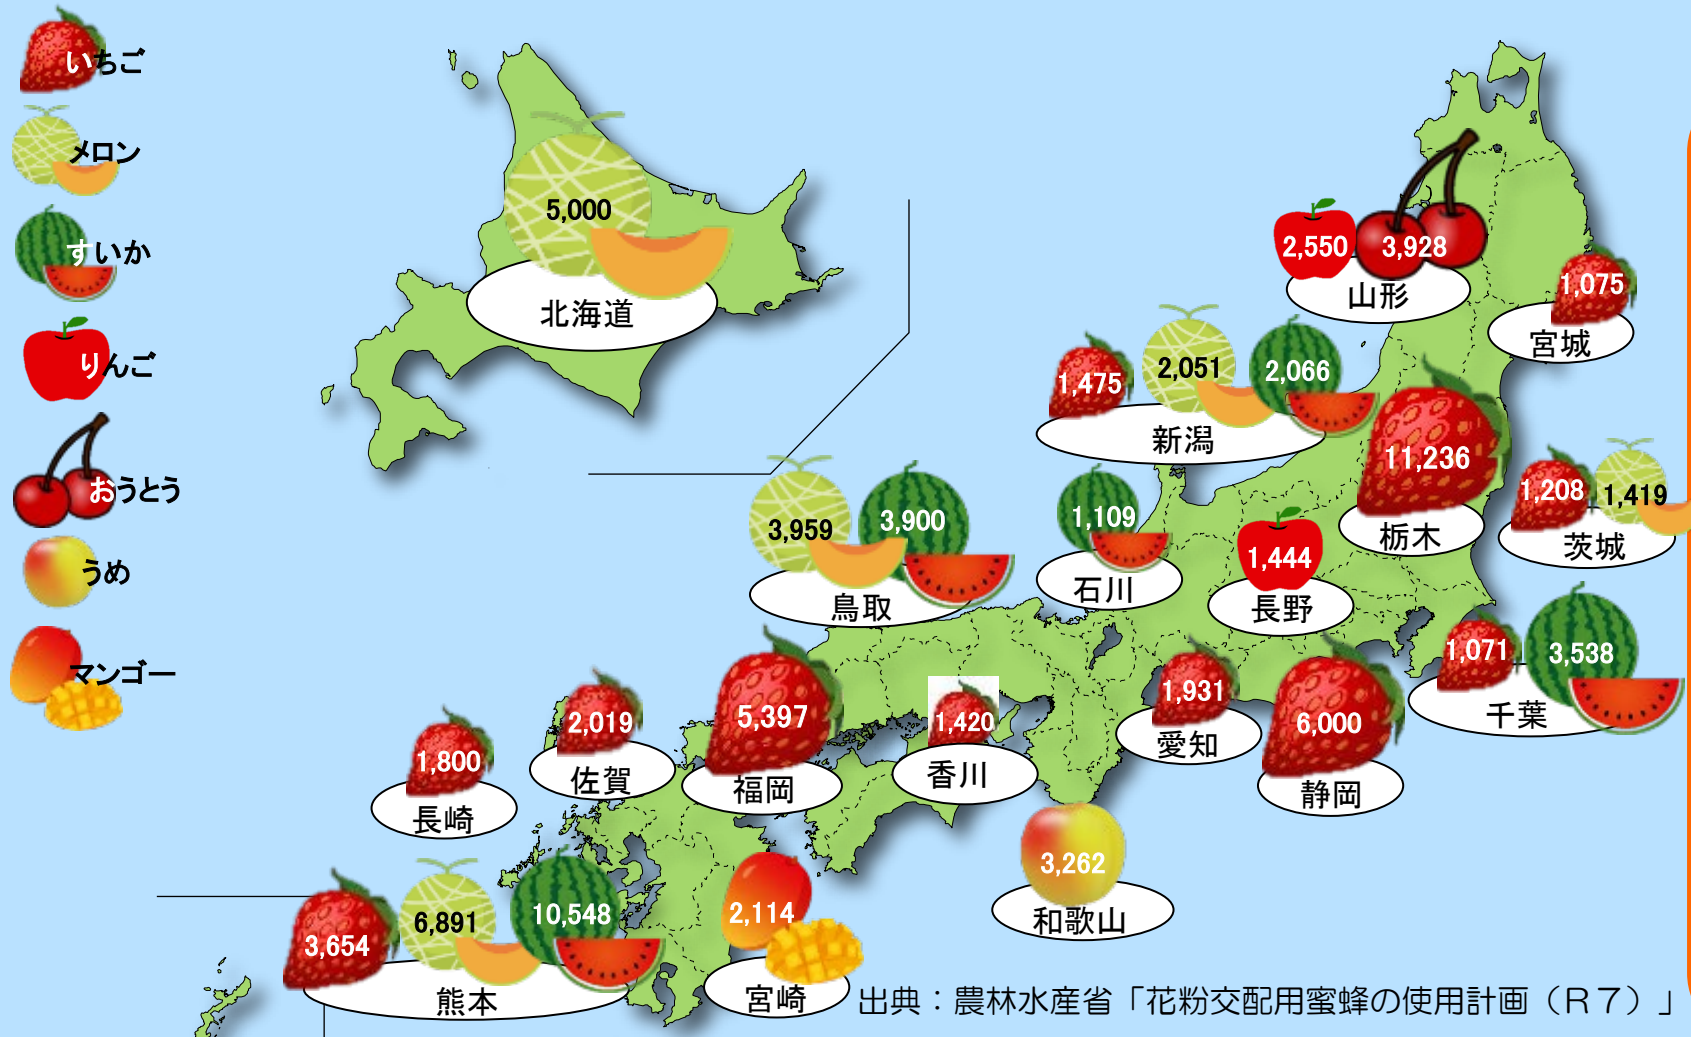 いちご
メロン
すいか
りんご
おうとう
うめ
マンゴー
5,000
北海道
2,550
3,928
山形
1,075
宮城
1,475
2,051
2,066
新潟
11,236
栃木
1,208
1,419
茨城
3,959
3,900
鳥取
1,109
石川
1,444
長野
1,071
3,538
千葉
1,800
長崎
2,019
佐賀
5,397
福岡
1,420
香川
1,931
愛知
6,000
静岡
3,262
和歌山
3,654
6,891
10,548
熊本
2,114
宮崎
出典：農林水産省「花粉交配用蜜蜂の使用計画（Ｒ７）」